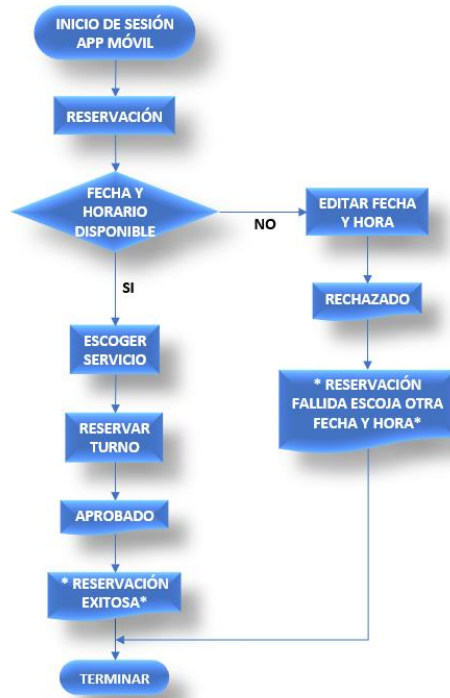 INICIO DE SESIÓN
APP MÓVIL
RESERVACIÓN
FECHA Y
HORARIO
DISPONIBLE
NO
EDITAR FECHA
Y HORA
SI
RECHAZADO
ESCOGER
SERVICIO
* RESERVACIÓN
FALLIDA ESCOJA OTRA
FECHA Y HORA*
RESERVAR
TURNO
APROBADO
* RESERVACIÓN
EXITOSA*
TERMINAR